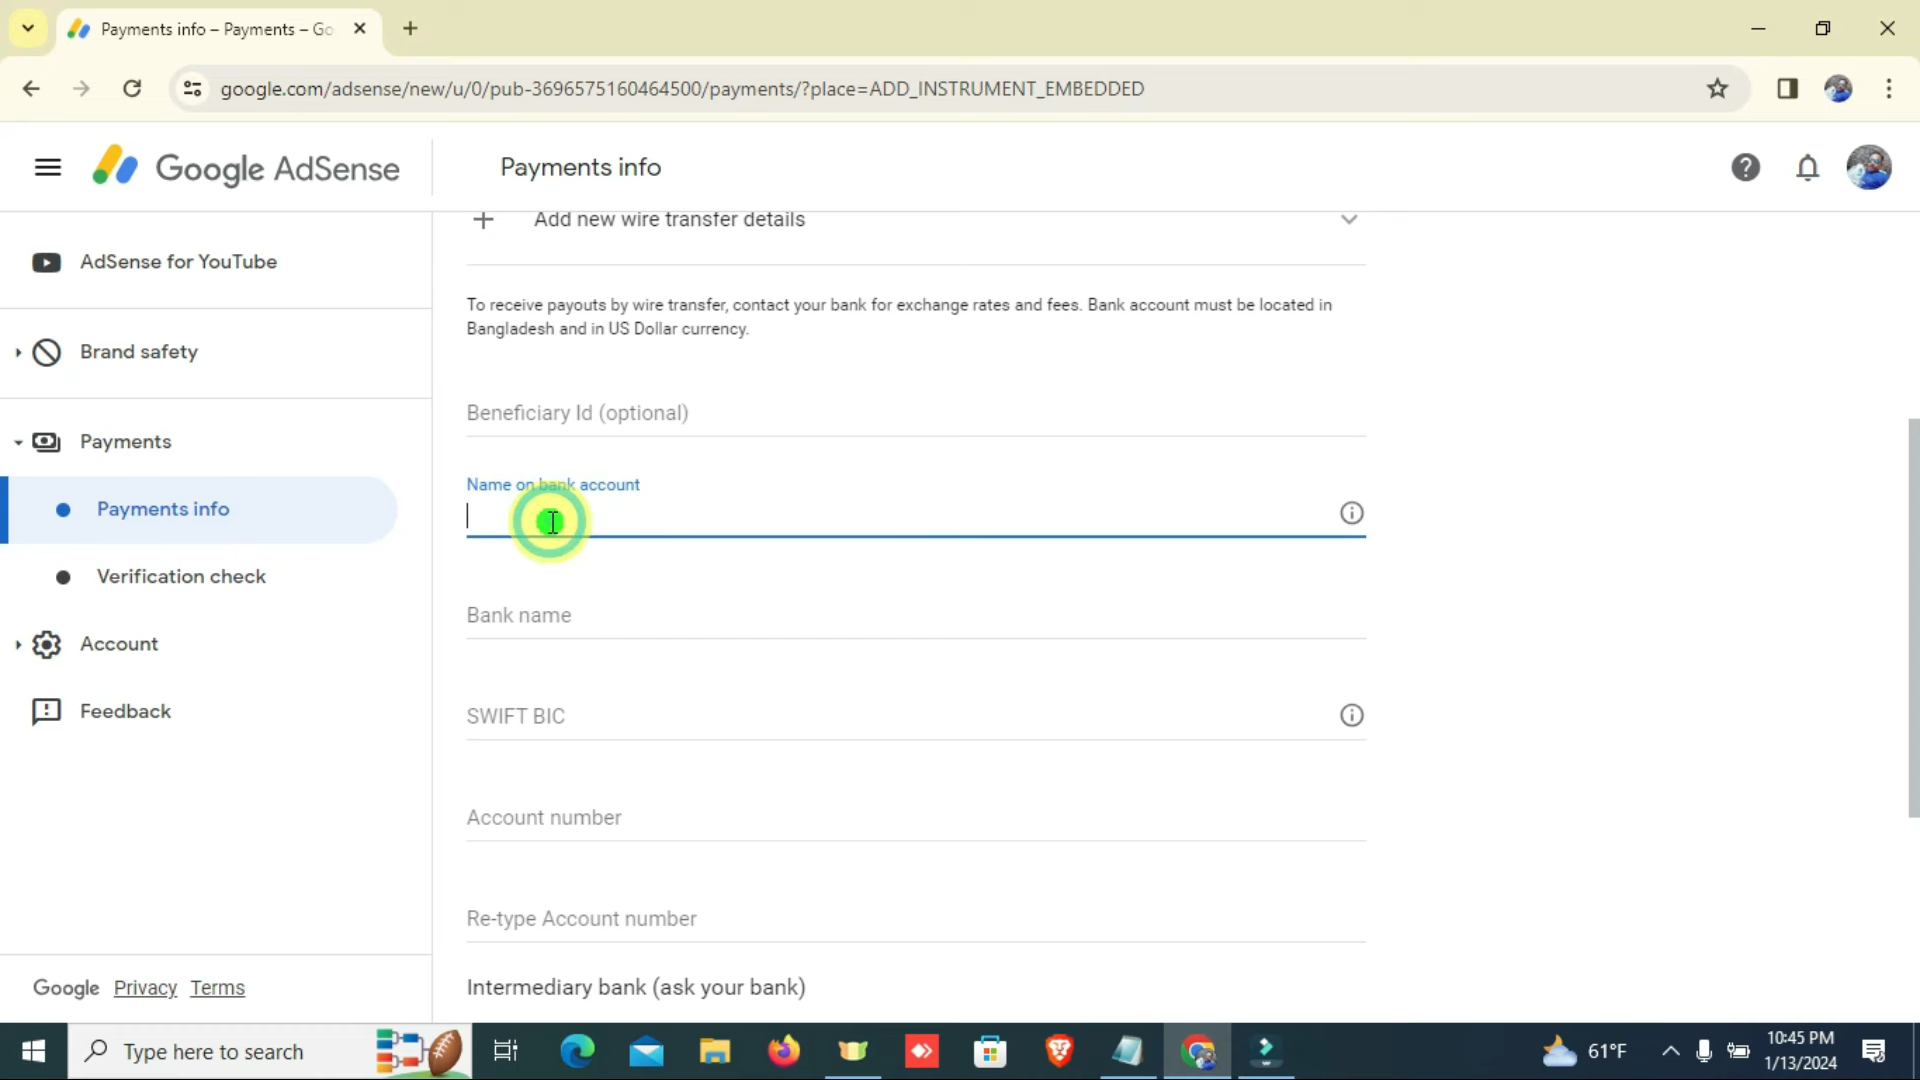 Payments info – Payments – Go
google.com/adsense/new/u/0/pub-3696575160464500/payments/?place=ADD_INSTRUMENT_EMBEDDED
Google AdSense
Payments info
AdSense for YouTube
Brand safety
Payments
Payments info
Verification check
Account
Feedback
Google Privacy Terms
Add new wire transfer details
To receive payouts by wire transfer, contact your bank for exchange rates and fees. Bank account must be located in
Bangladesh and in US Dollar currency.
Beneficiary Id (optional)
Name on bank account
Bank name
SWIFT BIC
Account number
Re-type Account number
Intermediary bank (ask your bank)
Type here to search
61°F
10:45 PM
1/13/2024